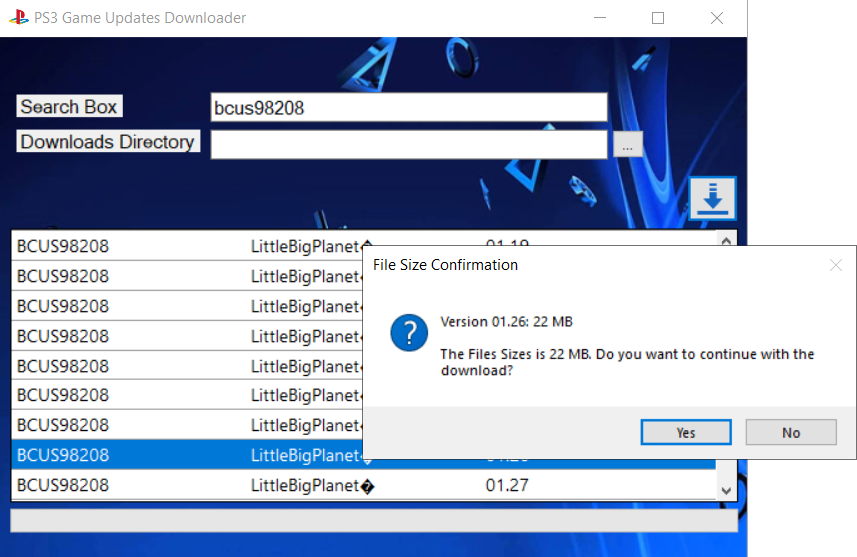 PS3 Game Updates Downloader
Search Box
bcus98208
Downloads Directory
...
BCUS98208 LittleBigPlanet� 01.19
File Size Confirmation
BCUS98208 LittleBigPlanet
BCUS98208 LittleBigPlanet
Version 01.26: 22 MB
BCUS98208 LittleBigPlanet
The Files Sizes is 22 MB. Do you want to continue with the
download?
BCUS98208 LittleBigPlanet
BCUS98208 LittleBigPlanet
BCUS98208 LittleBigPlanet
Yes
No
BCUS98208 LittleBigPlanet� 01.26
BCUS98208 LittleBigPlanet� 01.27